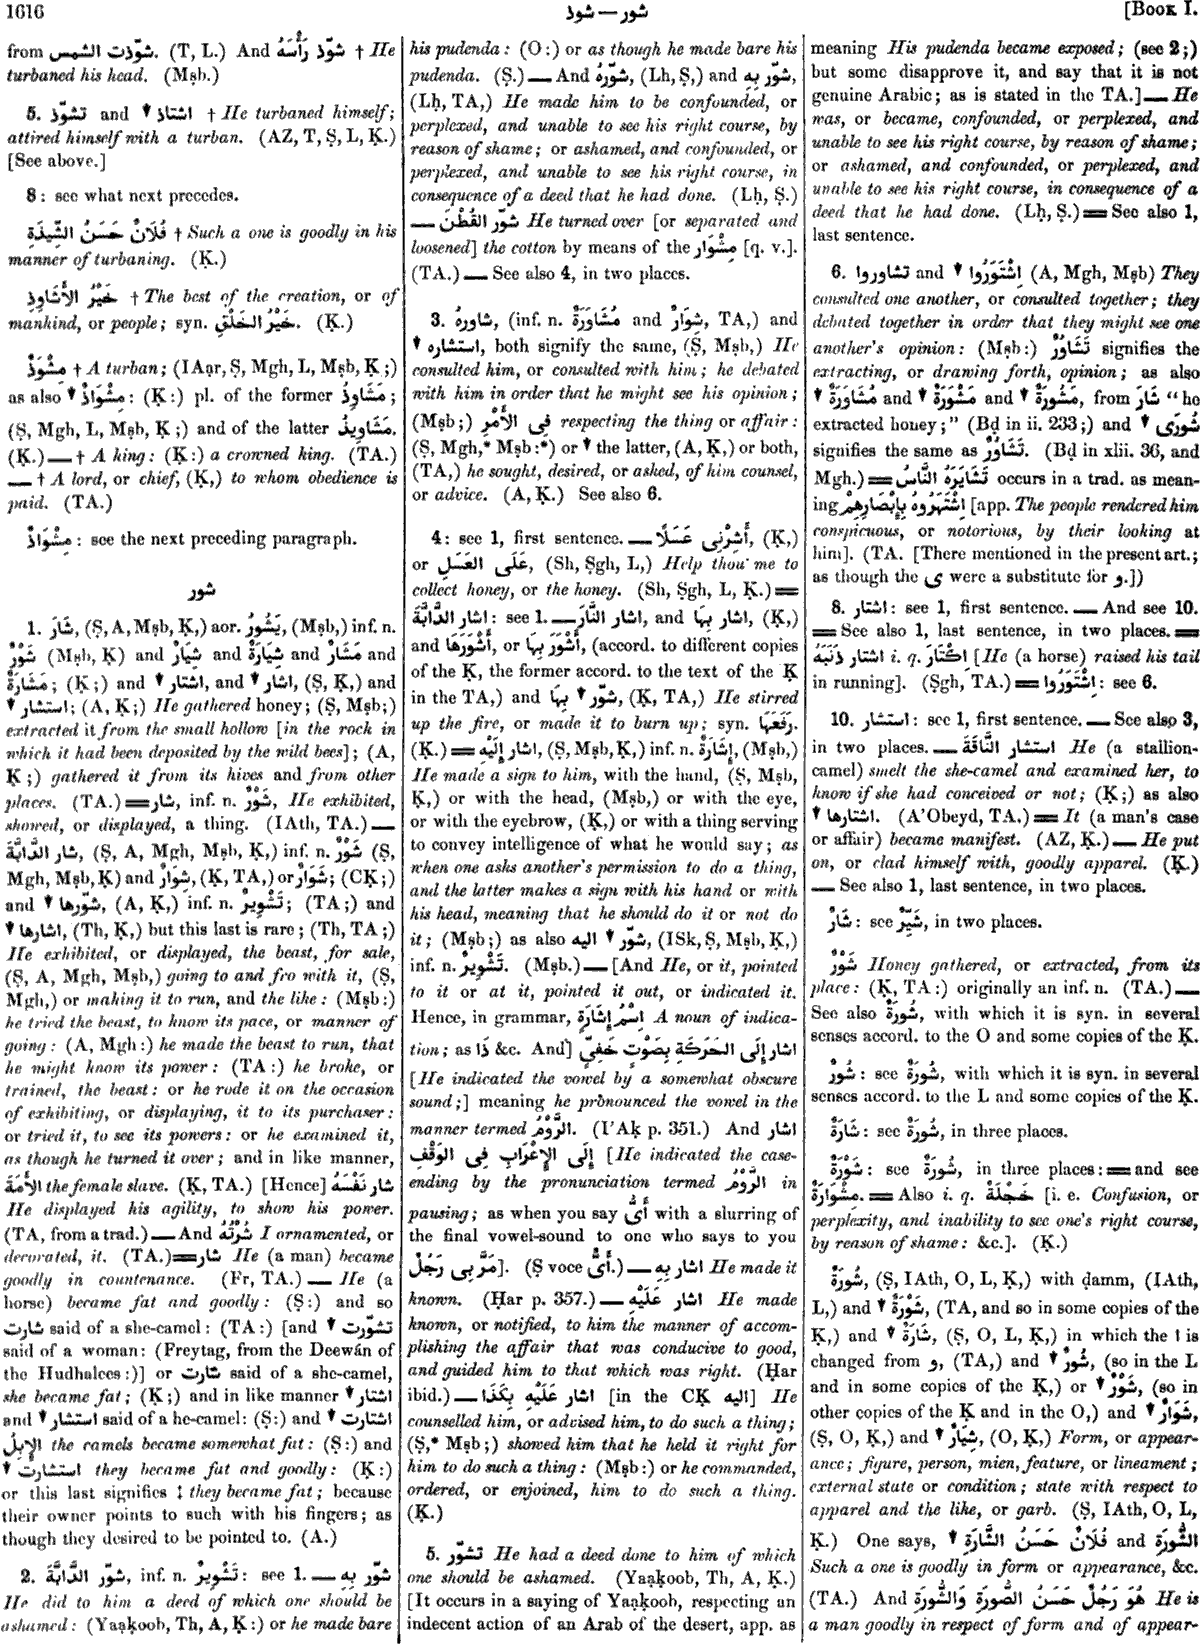 1616
شور — شوذ
[Book I.
from شوّذت الشمس. (T, L.) And شوّذ رَأْسَهُ † He
turbaned his head. (Mṣb.)
5. تشوّذ and ▼ اشتاذ † He turbaned himself;
attired himself with a turban. (AZ, T, Ṣ, L, Ḳ.)
[See above.]
8: see what next precedes.
فُلَانٌ حَسَنُ الشِّيذَةِ † Such a one is goodly in his
manner of turbaning. (Ḳ.)
خَيْرُ الأَشَاوِذِ † The best of the creation, or of
mankind, or people; syn. خَيْرُ الخَلْقِ. (Ḳ.)
مِشْوَذٌ † A turban; (IAạr, Ṣ, Mgh, L, Mṣb, Ḳ;)
as also ▼ مِشْوَاذٌ: (Ḳ:) pl. of the former مَشَاوِذُ;
(Ṣ, Mgh, L, Mṣb, Ḳ;) and of the latter مَشَاوِيذُ.
(Ḳ.) — † A king: (Ḳ:) a crowned king. (TA.)
— † A lord, or chief, (Ḳ,) to whom obedience is
paid. (TA.)
مِشْوَاذٌ: see the next preceding paragraph.
شور
1. شَارَ, (Ṣ, A, Mṣb, Ḳ,) aor. يَشُورُ, (Mṣb,) inf. n.
شَوْرٌ (Mṣb, Ḳ) and شِيَارٌ and شِيَارَةٌ and مَشَارٌ and
مَشَارَةٌ; (Ḳ;) and ▼ اشتار, and ▼ اشار, (Ṣ, Ḳ,) and
▼ استشار; (A, Ḳ;) He gathered honey; (Ṣ, Mṣb;)
extracted it from the small hollow [in the rock in
which it had been deposited by the wild bees]; (A,
Ḳ;) gathered it from its hives and from other
places. (TA.) ═ شار, inf. n. شَوْرٌ, He exhibited,
showed, or displayed, a thing. (IAth, TA.) —
شار الدَّابَّةَ, (Ṣ, A, Mgh, Mṣb, Ḳ,) inf. n. شَوْرٌ (Ṣ,
Mgh, Mṣb, Ḳ) and شِوَارٌ, (Ḳ, TA,) or شَوَارٌ; (CḲ;)
and ▼ شوّرها, (A, Ḳ,) inf. n. تَشْوِيرٌ; (TA;) and
▼ اشارها, (Th, Ḳ,) but this last is rare; (Th, TA;)
He exhibited, or displayed, the beast, for sale,
(Ṣ, A, Mgh, Mṣb,) going to and fro with it, (Ṣ,
Mgh,) or making it to run, and the like: (Mṣb:)
he tried the beast, to know its pace, or manner of
going: (A, Mgh:) he made the beast to run, that
he might know its power: (TA:) he broke, or
trained, the beast: or he rode it on the occasion
of exhibiting, or displaying, it to its purchaser:
or tried it, to see its powers: or he examined it,
as though he turned it over; and in like manner,
الأَمَةَ the female slave. (Ḳ, TA.) [Hence] شار نَفْسَهُ
He displayed his agility, to show his power.
(TA, from a trad.) — And شُرْتُهُ I ornamented, or
decorated, it. (TA.) ═ شار He (a man) became
goodly in countenance. (Fr, TA.) — He (a
horse) became fat and goodly: (Ṣ:) and so
شارت said of a she-camel: (TA:) [and ▼ تشوّرت
said of a woman: (Freytag, from the Deewán of
the Hudhalees:)] or شارت said of a she-camel,
she became fat; (Ḳ;) and in like manner ▼ اشتار
and ▼ استشار said of a he-camel: (Ṣ:) and ▼ اشتارت
الإِبِلُ the camels became somewhat fat: (Ṣ:) and
▼ استشارت they became fat and goodly: (Ḳ:)
or this last signifies ‡ they became fat; because
their owner points to such with his fingers; as
though they desired to be pointed to. (A.)
2. شوّر الدَّابَّةَ, inf. n. تَشْوِيرٌ: see 1. — شوّر بِهِ
He did to him a deed of which one should be
ashamed: (Yaạḳoob, Th, A, Ḳ:) or he made bare
his pudenda: (O:) or as though he made bare his
pudenda. (Ṣ.) — And شوّرهُ, (Lḥ, Ṣ,) and شوّر بِهِ,
(Lḥ, TA,) He made him to be confounded, or
perplexed, and unable to see his right course, by
reason of shame; or ashamed, and confounded, or
perplexed, and unable to see his right course, in
consequence of a deed that he had done. (Lḥ, Ṣ.)
— شوّر القُطْنَ He turned over [or separated and
loosened] the cotton by means of the مِشْوَار [q. v.].
(TA.) — See also 4, in two places.
3. شاورهُ, (inf. n. مُشَاوَرَةٌ and شِوَارٌ, TA,) and
▼ استشاره, both signify the same, (Ṣ, Mṣb,) He
consulted him, or consulted with him; he debated
with him in order that he might see his opinion;
(Mṣb;) فِى الأَمْرِ respecting the thing or affair:
(Ṣ, Mgh,* Mṣb:*) or ▼ the latter, (A, Ḳ,) or both,
(TA,) he sought, desired, or asked, of him counsel,
or advice. (A, Ḳ.) See also 6.
4: see 1, first sentence. — أَشِرْنِى عَسَلًا, (Ḳ,)
or عَلَى العَسَلِ, (Sh, Ṣgh, L,) Help thou me to
collect honey, or the honey. (Sh, Ṣgh, L, Ḳ.) ═
اشار الدَّابَّةَ: see 1. — اشار النَّارَ, and اشار بِهَا, (Ḳ,)
and أَشْوَرَهَا, or أَشْوَرَ بِهَا, (accord. to different copies
of the Ḳ, the former accord. to the text of the Ḳ
in the TA,) and ▼ شوّر بِهَا, (Ḳ, TA,) He stirred
up the fire, or made it to burn up; syn. رَفَعَهَا.
(Ḳ.) ═ اشار إِلَيْهِ, (Ṣ, Mṣb, Ḳ,) inf. n. إِشَارَةٌ, (Mṣb,)
He made a sign to him, with the hand, (Ṣ, Mṣb,
Ḳ,) or with the head, (Mṣb,) or with the eye,
or with the eyebrow, (Ḳ,) or with a thing serving
to convey intelligence of what he would say; as
when one asks another's permission to do a thing,
and the latter makes a sign with his hand or with
his head, meaning that he should do it or not do
it; (Mṣb;) as also ▼ شوّر اليه, (ISk, Ṣ, Mṣb, Ḳ,)
inf. n. تَشْوِيرٌ. (Mṣb.) — [And He, or it, pointed
to it or at it, pointed it out, or indicated it.
Hence, in grammar, اِسْمُ إِشَارَةٍ A noun of indica-
tion; as ذَا &c. And] اشار إِلَى الحَرَكَةِ بِصَوْتٍ خَفِىٍّ
[He indicated the vowel by a somewhat obscure
sound;] meaning he pronounced the vowel in the
manner termed الرَّوْمُ. (I'Aḳ p. 351.) And اشار
إِلَى الإِعْرَابِ فِى الوَقْفِ [He indicated the case-
ending by the pronunciation termed الرَّوْمُ in
pausing; as when you say أَىُّ with a slurring of
the final vowel-sound to one who says to you
مَرَّ بِى رَجُلٌ]. (Ṣ voce أَىٌّ.) — اشار بِهِ He made it
known. (Ḥar p. 357.) — اشار عَلَيْهِ He made
known, or notified, to him the manner of accom-
plishing the affair that was conducive to good,
and guided him to that which was right. (Ḥar
ibid.) — اشار عَلَيْهِ بِكَذَا [in the CḲ اليه] He
counselled him, or advised him, to do such a thing;
(Ṣ,* Mṣb;) showed him that he held it right for
him to do such a thing: (Mṣb:) or he commanded,
ordered, or enjoined, him to do such a thing.
(Ḳ.)
5. تشوّر He had a deed done to him of which
one should be ashamed. (Yaạḳoob, Th, A, Ḳ.)
[It occurs in a saying of Yaạḳoob, respecting an
indecent action of an Arab of the desert, app. as
meaning His pudenda became exposed; (see 2;)
but some disapprove it, and say that it is not
genuine Arabic; as is stated in the TA.] — He
was, or became, confounded, or perplexed, and
unable to see his right course, by reason of shame;
or ashamed, and confounded, or perplexed, and
unable to see his right course, in consequence of a
deed that he had done. (Lḥ, Ṣ.) ═ See also 1,
last sentence.
6. تشاوروا and ▼ اِشْتَوَرُوا (A, Mgh, Mṣb) They
consulted one another, or consulted together; they
debated together in order that they might see one
another's opinion: (Mṣb:) تَشَاوُرٌ signifies the
extracting, or drawing forth, opinion; as also
▼ مُشَاوَرَةٌ and ▼ مَشْوَرَةٌ and ▼ مَشُورَةٌ, from شَارَ "he
extracted honey;" (Bḍ in ii. 233;) and ▼ شُورَى
signifies the same as تَشَاوُرٌ. (Bḍ in xlii. 36, and
Mgh.) ═ تَشَايَرَهُ النَّاسُ occurs in a trad. as mean-
ing اِشْتَهَرُوهُ بِإِبْصَارِهِمْ [app. The people rendered him
conspicuous, or notorious, by their looking at
him]. (TA. [There mentioned in the present art.;
as though the ى were a substitute for و.])
8. اشتار: see 1, first sentence. — And see 10.
═ See also 1, last sentence, in two places. ═
اشتار ذَنَبَهُ i. q. اِكْتَارَ [He (a horse) raised his tail
in running]. (Ṣgh, TA.) ═ اِشْتَوَرُوا: see 6.
10. استشار: see 1, first sentence. — See also 3,
in two places. — استشار النَّاقَةَ He (a stallion-
camel) smelt the she-camel and examined her, to
know if she had conceived or not; (Ḳ;) as also
▼ اشتارها. (A'Obeyd, TA.) ═ It (a man's case
or affair) became manifest. (AZ, Ḳ.) — He put
on, or clad himself with, goodly apparel. (Ḳ.)
— See also 1, last sentence, in two places.
شَارٌ: see شَيِّرٌ, in two places.
شَوْرٌ Honey gathered, or extracted, from its
place: (Ḳ, TA:) originally an inf. n. (TA.) —
See also شُورَةٌ, with which it is syn. in several
senses accord. to the O and some copies of the Ḳ.
شُورٌ: see شُورَةٌ, with which it is syn. in several
senses accord. to the L and some copies of the Ḳ.
شَارَةٌ: see شُورَةٌ, in three places.
شَوْرَةٌ: see شُورَةٌ, in three places: ═ and see
مِشْوَارَةٌ. ═ Also i. q. خَجْلَةٌ [i. e. Confusion, or
perplexity, and inability to see one's right course,
by reason of shame: &c.]. (Ḳ.)
شُورَةٌ, (Ṣ, IAth, O, L, Ḳ,) with ḍamm, (IAth,
L,) and ▼ شَوْرَةٌ, (TA, and so in some copies of the
Ḳ,) and ▼ شَارَةٌ, (Ṣ, O, L, Ḳ,) in which the ا is
changed from و, (TA,) and ▼ شُورٌ, (so in the L
and in some copies of the Ḳ,) or ▼ شَوْرٌ, (so in
other copies of the Ḳ and in the O,) and ▼ شَوَارٌ,
(Ṣ, O, Ḳ,) and ▼ شِيَارٌ, (O, Ḳ,) Form, or appear-
ance; figure, person, mien, feature, or lineament;
external state or condition; state with respect to
apparel and the like, or garb. (Ṣ, IAth, O, L,
Ḳ.) One says, ▼ فُلَانٌ حَسَنُ الشَّارَةِ and الشُّورَةِ
Such a one is goodly in form or appearance, &c.
(TA.) And هُوَ رَجُلٌ حَسَنُ الصُّورَةِ وَالشُّورَةِ He is
a man goodly in respect of form and of appear-